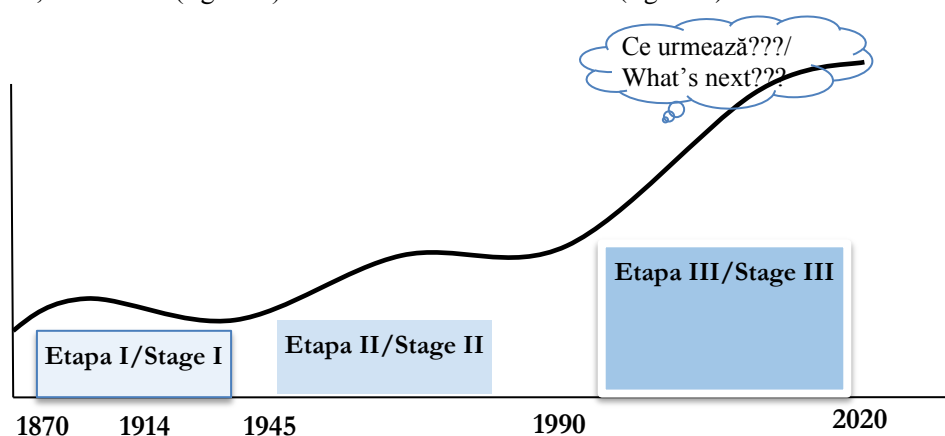 Ce urmează???/
What's next???
Etapa III/Stage III
Etapa II/Stage II
Etapa I/Stage I
1870 1914 1945 1990 2020